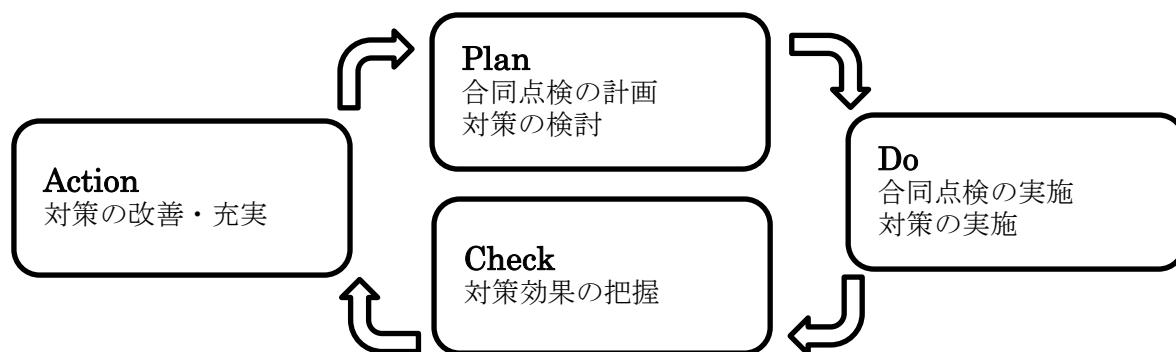 Plan
合同点検の計画
対策の検討
Do
合同点検の実施
対策の実施
Check
対策効果の把握
Action
対策の改善・充実